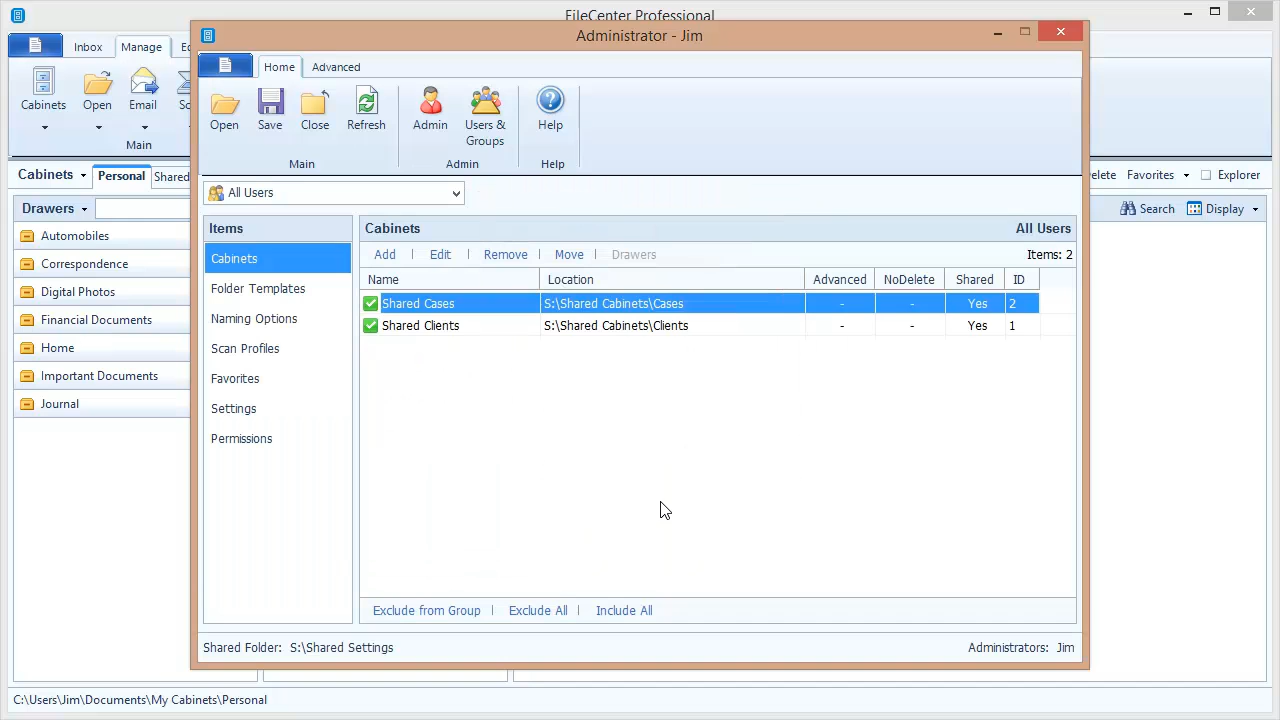 FileCenter Professional
Administrator - Jim
Inbox
Manage
Home
Advanced
Cabinets
Open
Email
Main
Open
Save
Close
Refresh
Admin
Users &
Groups
Help
Main
Admin
Help
Cabinets
Personal
Shared
Favorites
Explorer
All Users
Drawers
Search
Display
Automobiles
Correspondence
Digital Photos
Financial Documents
Home
Important Documents
Journal
Items
Cabinets
Folder Templates
Naming Options
Scan Profiles
Favorites
Settings
Permissions
Cabinets
All Users
Add
Edit
Remove
Move
Drawers
Items: 2
Name Location Advanced NoDelete Shared ID
Shared Cases S:\Shared Cabinets\Cases - - Yes 2
Shared Clients S:\Shared Cabinets\Clients - - Yes 1
Exclude from Group
Exclude All
Include All
Shared Folder: S:\Shared Settings
Administrators: Jim
C:\Users\Jim\Documents\My Cabinets\Personal